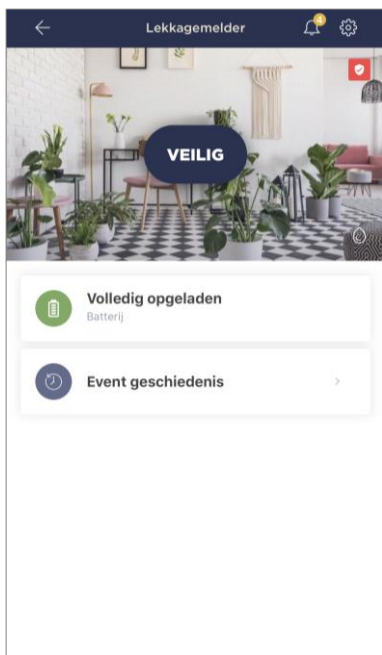 Lekkagemelder
4
VEILIG
Volledig opgeladen
Batterij
Event geschiedenis